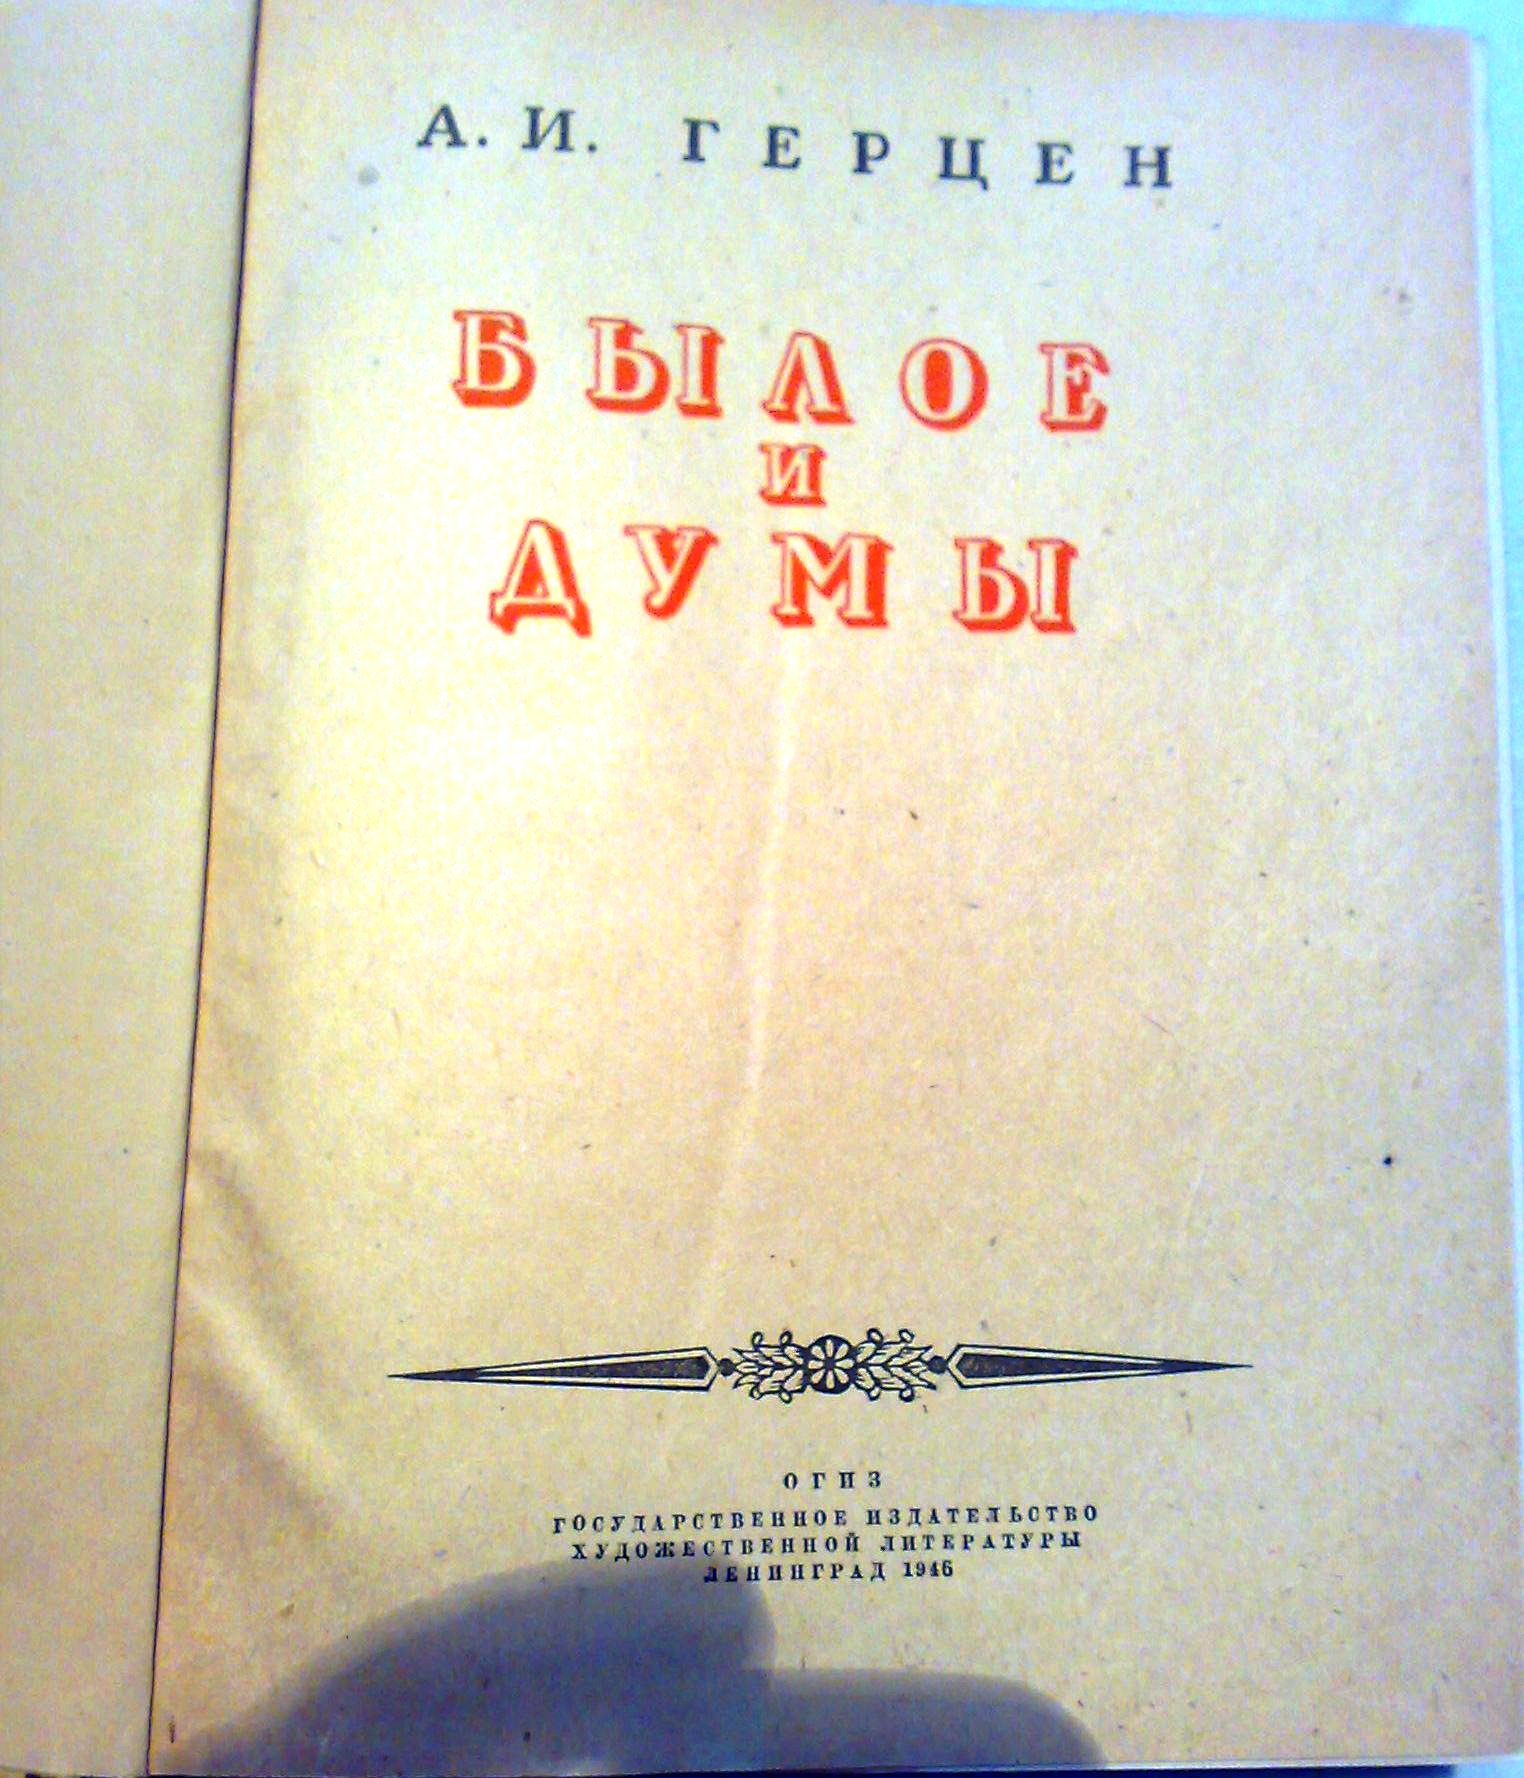 А. И. ГЕРЦЕН
БЫЛОЕ
И
ДУМЫ
ОГИЗ
ГОСУДАРСТВЕННОЕ ИЗДАТЕЛЬСТВО
ХУДОЖЕСТВЕННОЙ ЛИТЕРАТУРЫ
ЛЕНИНГРАД 1946